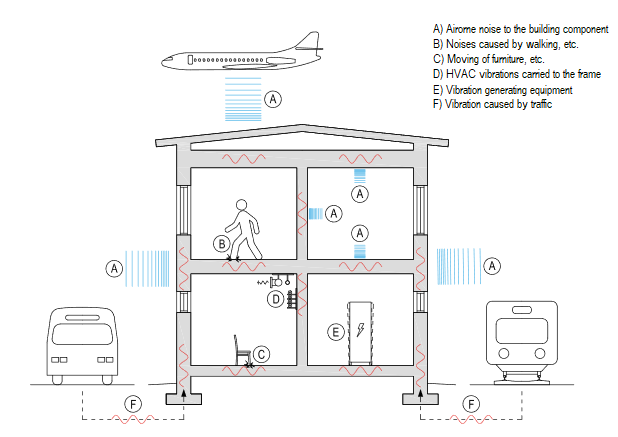 A) Airome noise to the building component
B) Noises caused by walking, etc.
C) Moving of furniture, etc.
D) HVAC vibrations carried to the frame
E) Vibration generating equipment
F) Vibration caused by traffic
A
A
A
A
B
A
A
D
E
C
F
F